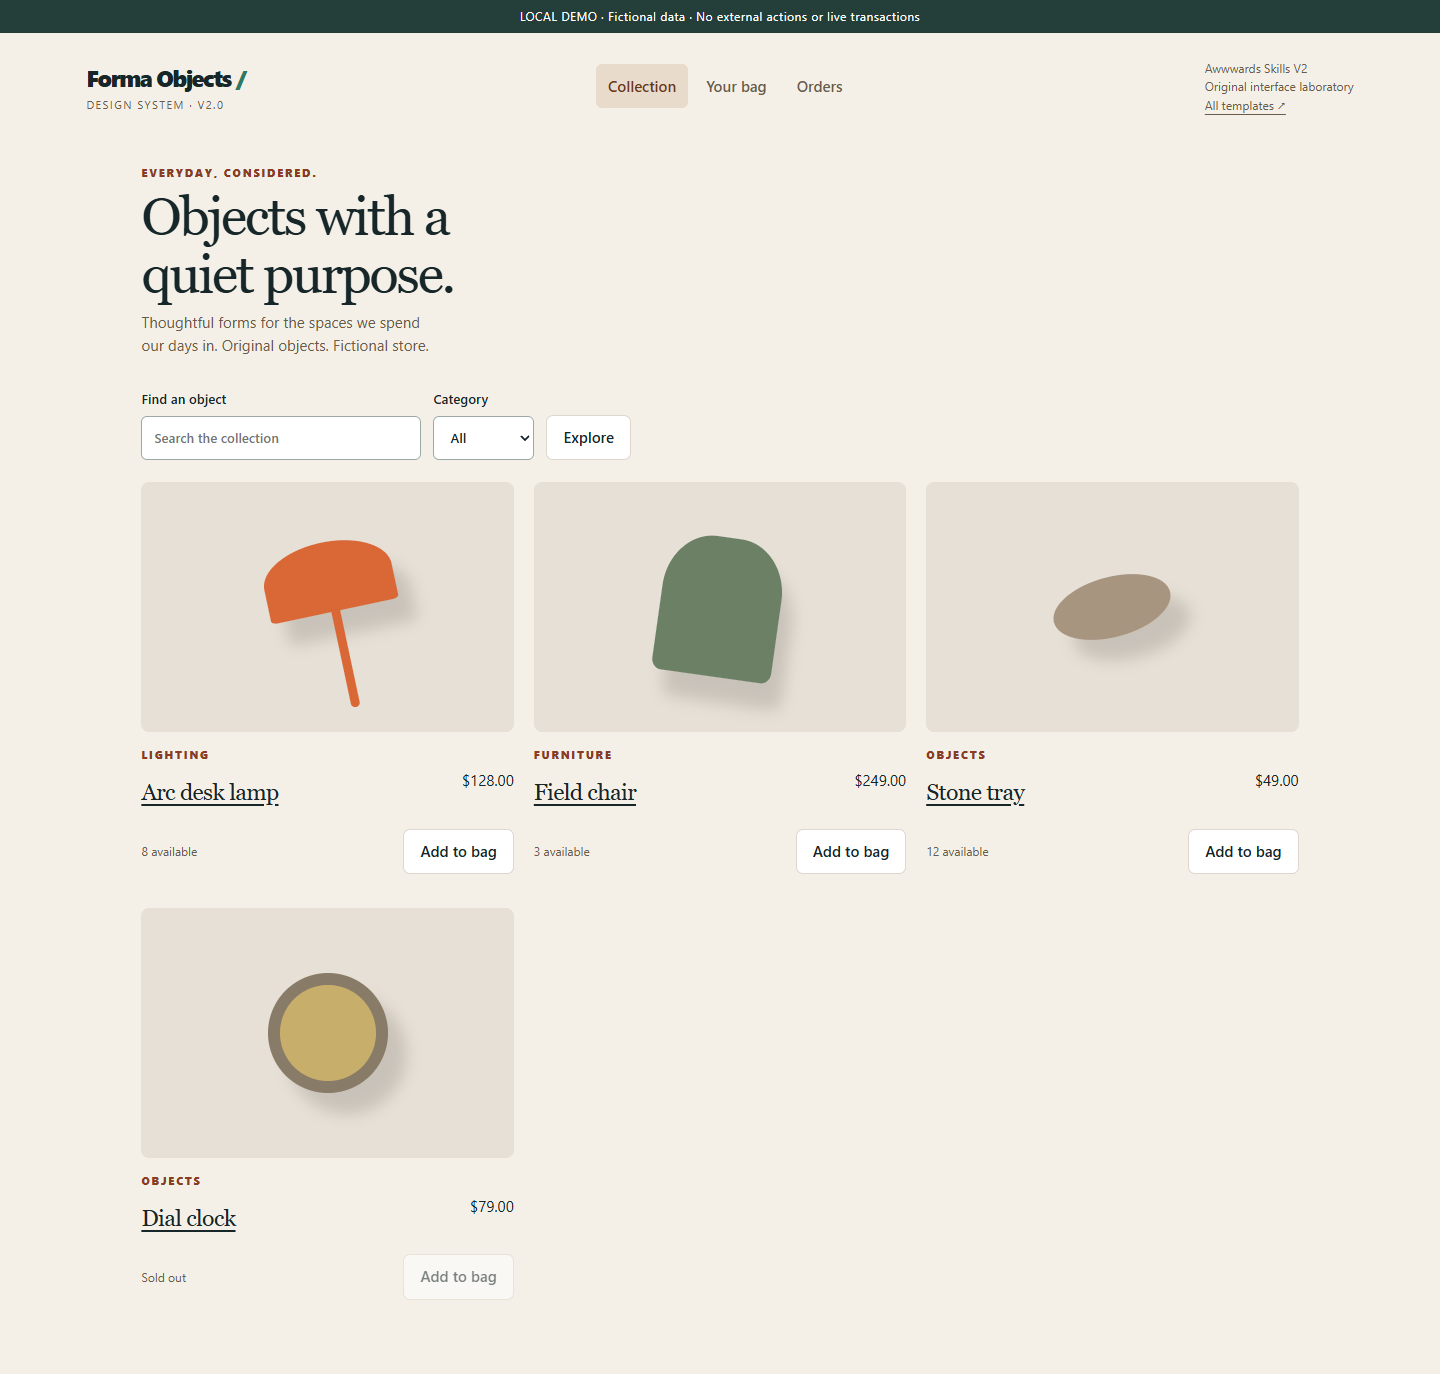 LOCAL DEMO · Fictional data · No external actions or live transactions
Forma Objects /
DESIGN SYSTEM · V2.0
Collection
Your bag
Orders
Awwwards Skills V2
Original interface laboratory
All templates ↗
EVERYDAY, CONSIDERED.
Objects with a
quiet purpose.
Thoughtful forms for the spaces we spend
our days in. Original objects. Fictional store.
Find an object
Category
Search the collection
All
Explore
LIGHTING
Arc desk lamp
$128.00
8 available
Add to bag
FURNITURE
Field chair
$249.00
3 available
Add to bag
OBJECTS
Stone tray
$49.00
12 available
Add to bag
OBJECTS
Dial clock
$79.00
Sold out
Add to bag